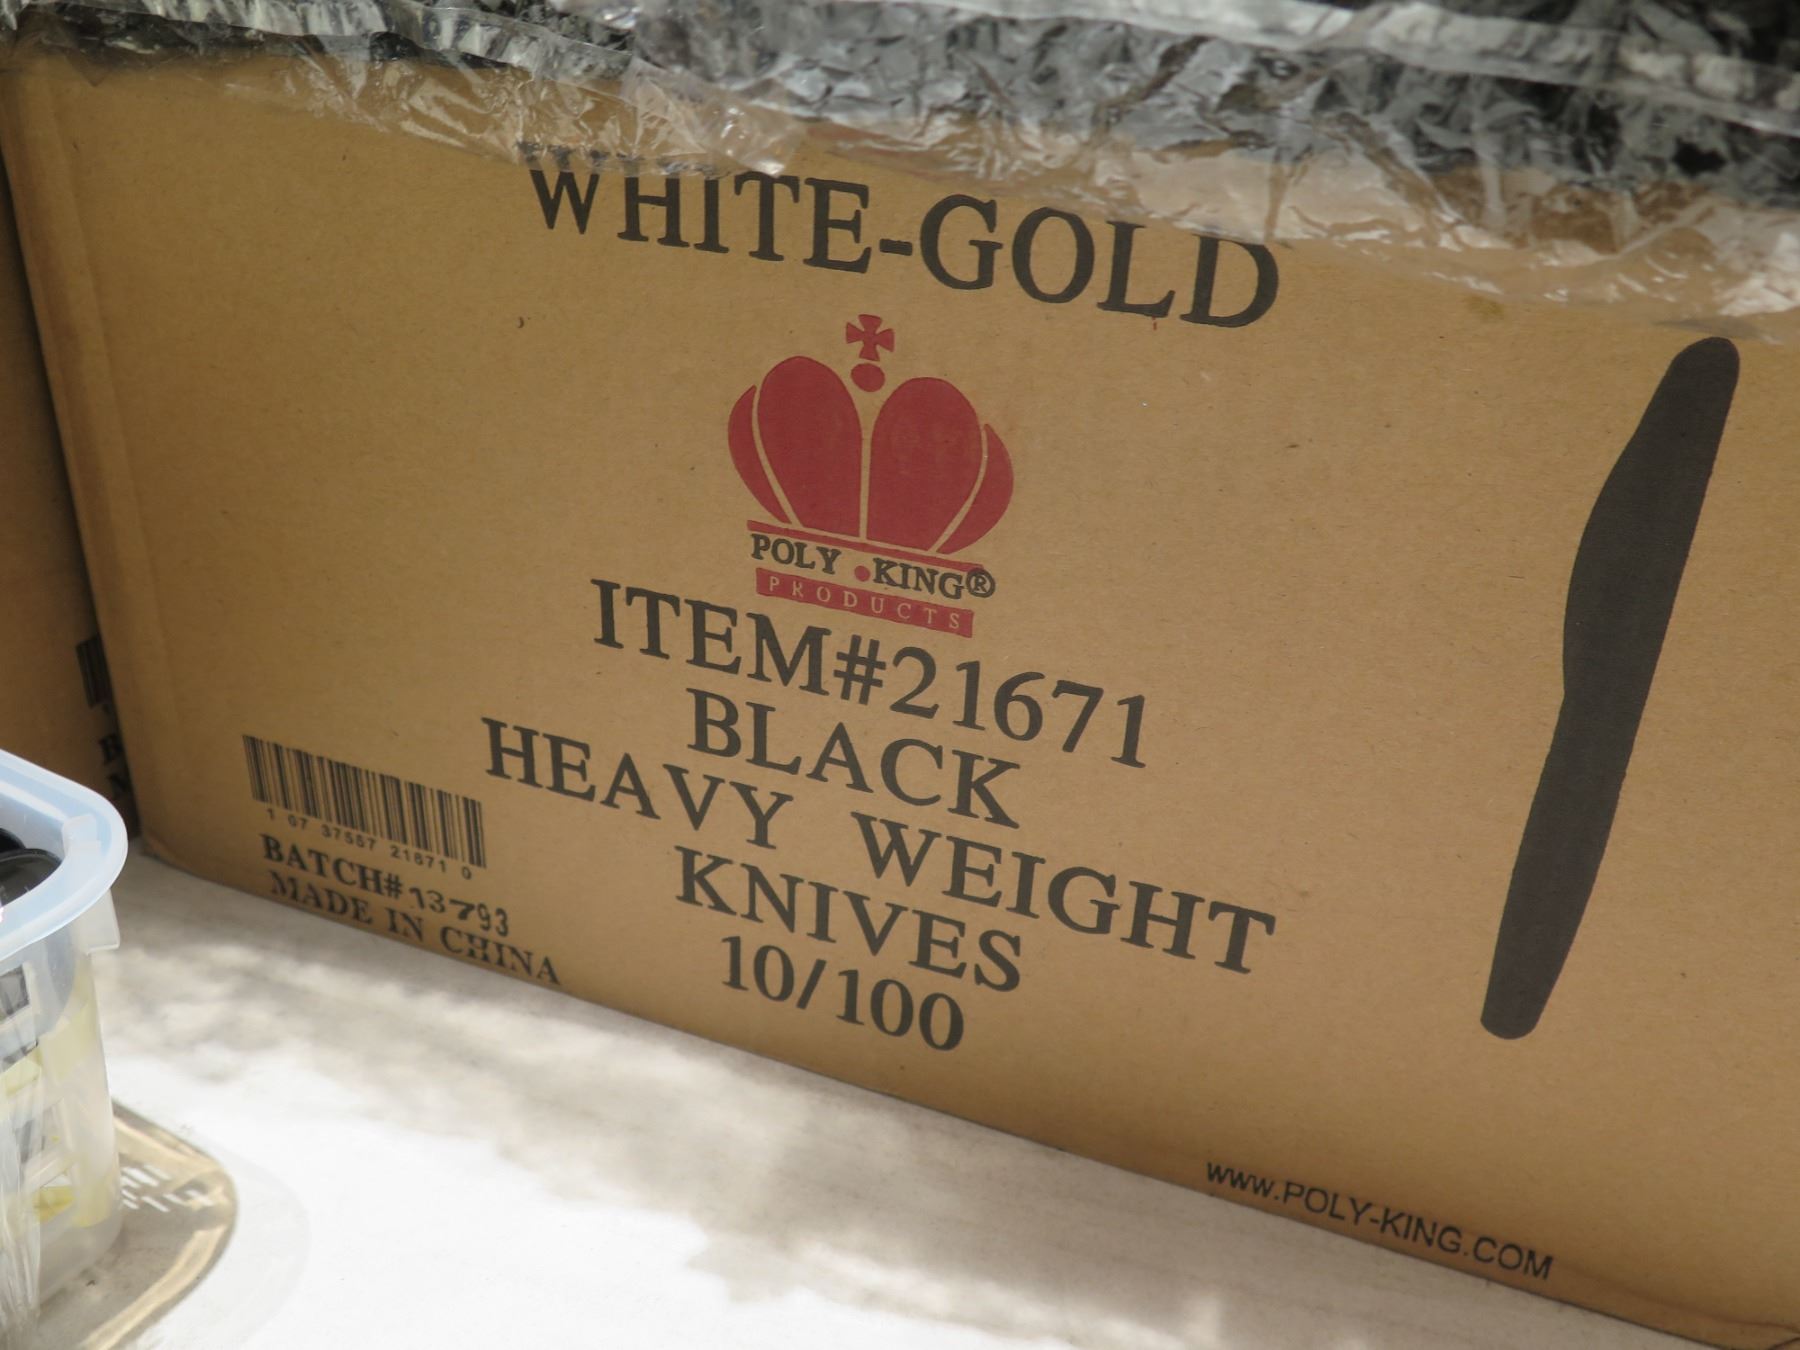 WHITE-GOLD
POLY KING®
PRODUCTS
ITEM#21671
BLACK
HEAVY WEIGHT
KNIVES
10/100
1 07 37587 21671 0
BATCH#13793
MADE IN CHINA
WWW.POLY-KING.COM